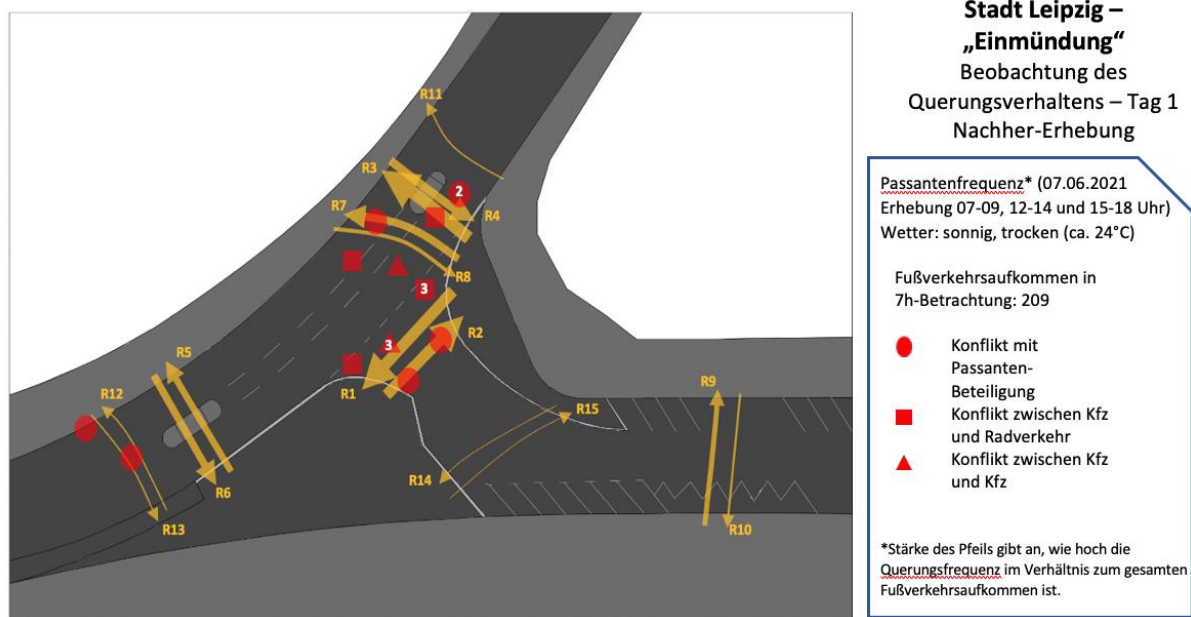 Stadt Leipzig –
„Einmündung“
Beobachtung des
Querungsverhaltens – Tag 1
Nachher-Erhebung
Passantenfrequenz* (07.06.2021
Erhebung 07-09, 12-14 und 15-18 Uhr)
Wetter: sonnig, trocken (ca. 24°C)
Fußverkehrsaufkommen in
7h-Betrachtung: 209
Konflikt mit
Passanten-
Beteiligung
Konflikt zwischen Kfz
und Radverkehr
Konflikt zwischen Kfz
und Kfz
*Stärke des Pfeils gibt an, wie hoch die
Querungsfrequenz im Verhältnis zum gesamten
Fußverkehrsaufkommen ist.
R11
R3
2
R7
R4
R8
3
R2
3
R5
R1
R12
R9
R15
R14
R6
R13
R10